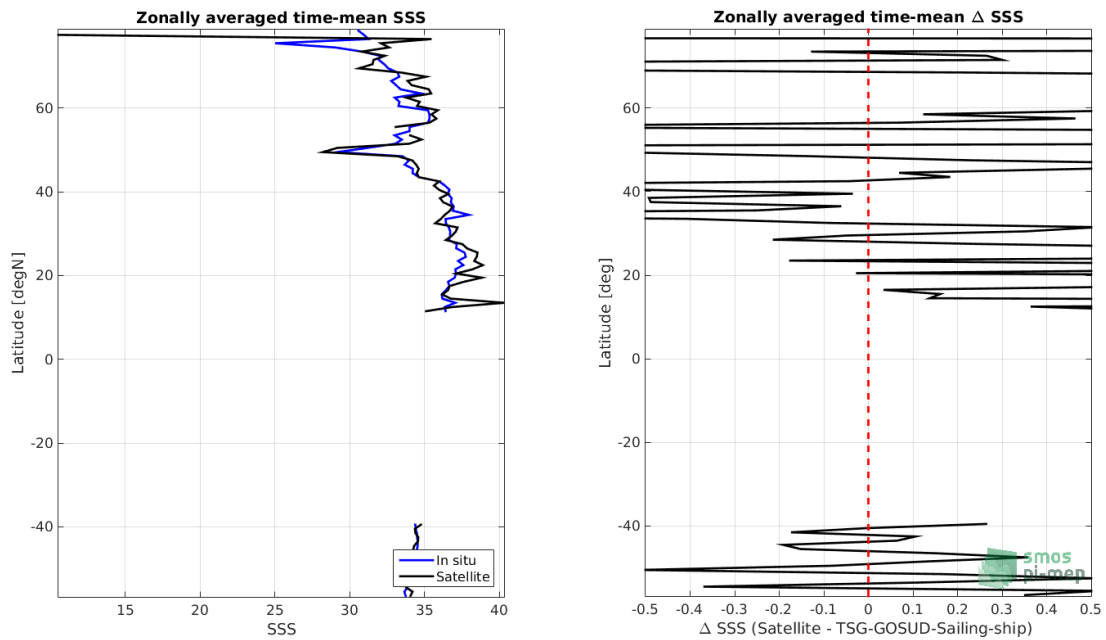 Zonally averaged time-mean SSS
Latitude [degN]
60
40
20
0
-20
-40
15
20
25
30
35
40
SSS
In situ
Satellite
Zonally averaged time-mean Δ SSS
Latitude [deg]
60
40
20
0
-20
-40
-0.5
-0.4
-0.3
-0.2
-0.1
0
0.1
0.2
0.3
0.4
0.5
Δ SSS (Satellite - TSG-GOSUD-Sailing-ship)
smos
pi-mep